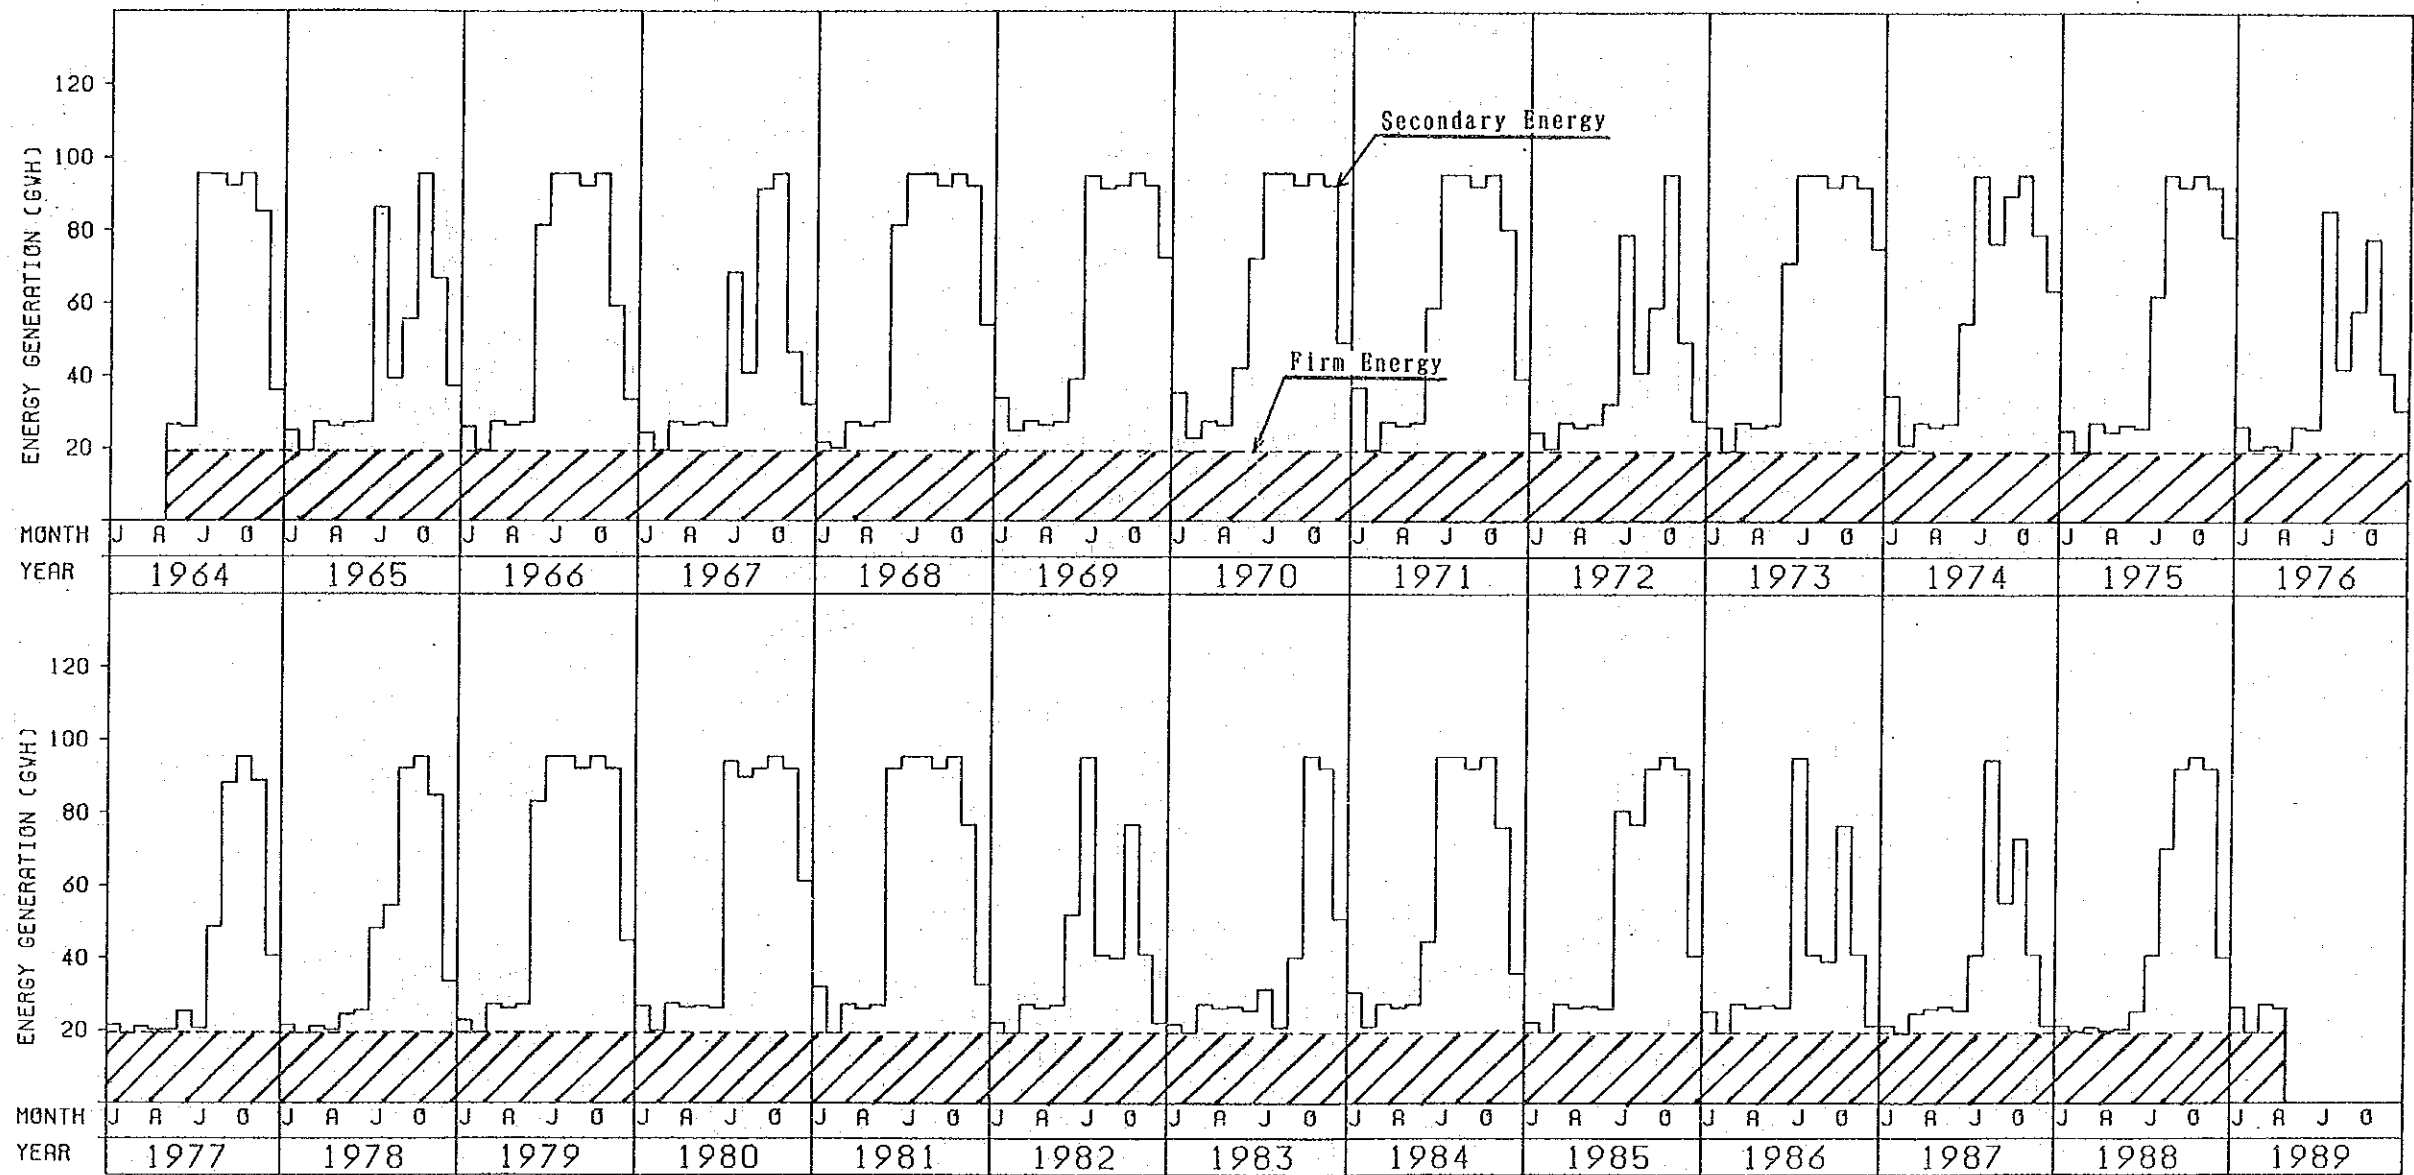 120
100
80
60
40
20
ENERGY GENERATION (GWH)
Secondary Energy
Firm Energy
MONTH J A J O J A J O J A J O J A J O J A J O J A J O J A J O J A J O J A J O J A J O J A J O J A J O J A J O
YEAR 1964 1965 1966 1967 1968 1969 1970 1971 1972 1973 1974 1975 1976
120
100
80
60
40
20
ENERGY GENERATION (GWH)
MONTH J A J O J A J O J A J O J A J O J A J O J A J O J A J O J A J O J A J O J A J O J A J O J A J O J A J O
YEAR 1977 1978 1979 1980 1981 1982 1983 1984 1985 1986 1987 1988 1989